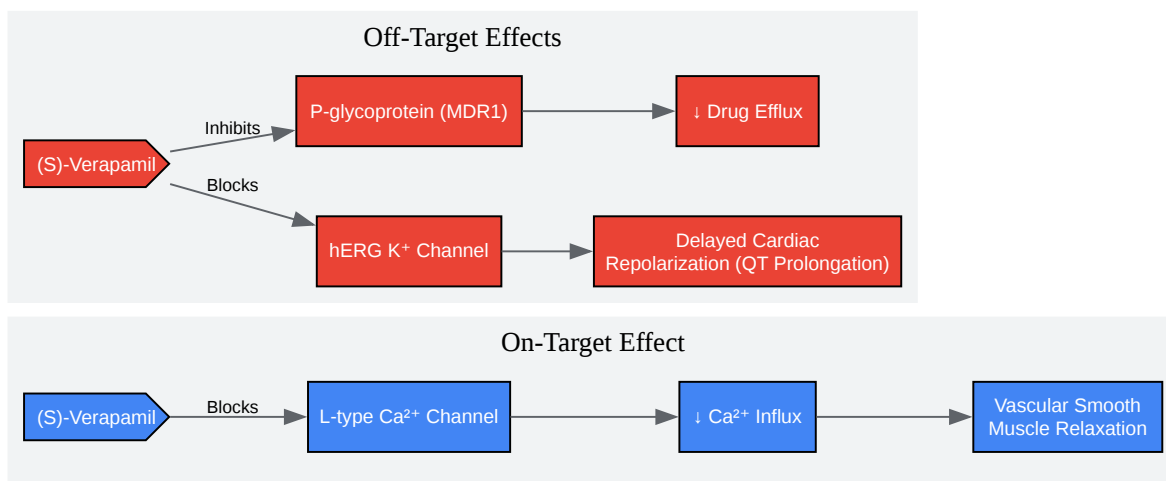 Off-Target Effects
(S)-Verapamil
Inhibits
P-glycoprotein (MDR1)
↓ Drug Efflux
Blocks
hERG K⁺ Channel
Delayed Cardiac
Repolarization (QT Prolongation)
On-Target Effect
(S)-Verapamil
Blocks
L-type Ca²⁺ Channel
↓ Ca²⁺ Influx
Vascular Smooth
Muscle Relaxation